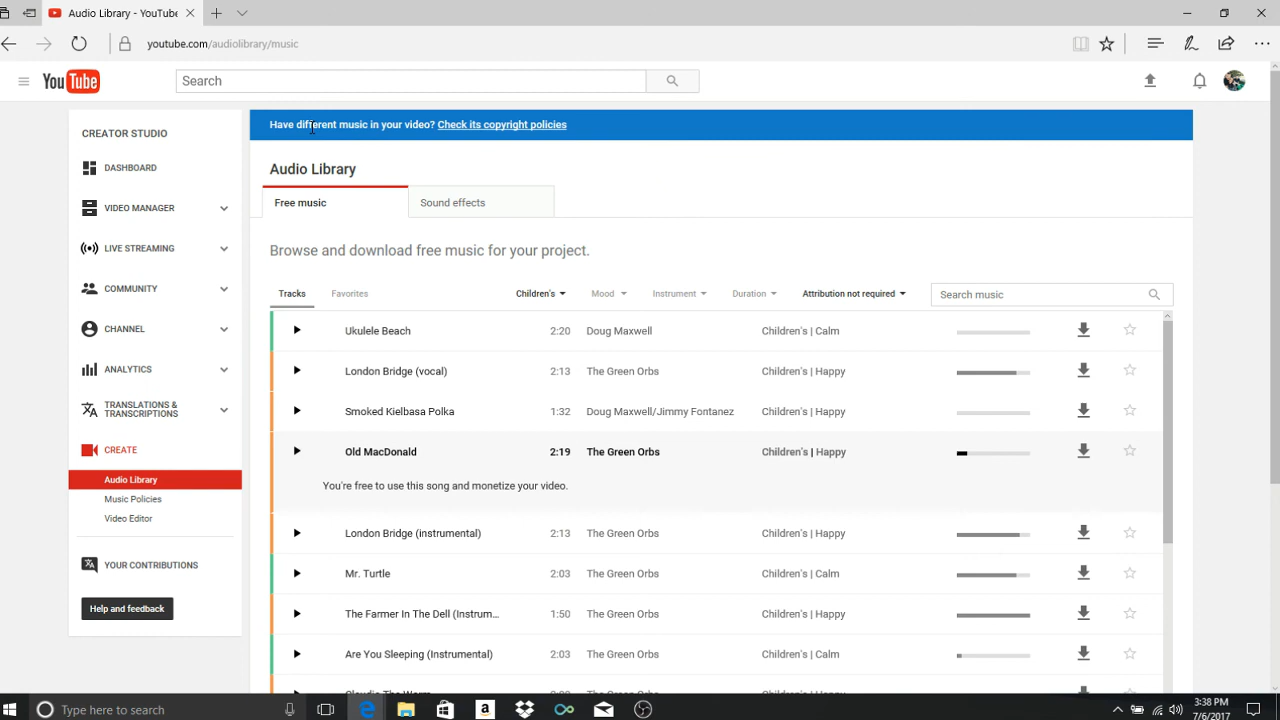 Audio Library - YouTube
youtube.com/audiolibrary/music
YouTube
Search
CREATOR STUDIO
DASHBOARD
VIDEO MANAGER
LIVE STREAMING
COMMUNITY
CHANNEL
ANALYTICS
TRANSLATIONS &
TRANSCRIPTIONS
CREATE
Audio Library
Music Policies
Video Editor
YOUR CONTRIBUTIONS
Help and feedback
Have different music in your video? Check its copyright policies
Audio Library
Free music Sound effects
Browse and download free music for your project.
Tracks Favorites Children's Mood Instrument Duration Attribution not required Search music
Ukulele Beach 2:20 Doug Maxwell Children's | Calm
London Bridge (vocal) 2:13 The Green Orbs Children's | Happy
Smoked Kielbasa Polka 1:32 Doug Maxwell/Jimmy Fontanez Children's | Happy
Old MacDonald 2:19 The Green Orbs Children's | Happy
You're free to use this song and monetize your video.
London Bridge (instrumental) 2:13 The Green Orbs Children's | Happy
Mr. Turtle 2:03 The Green Orbs Children's | Calm
The Farmer In The Dell (Instrum... 1:50 The Green Orbs Children's | Happy
Are You Sleeping (Instrumental) 2:03 The Green Orbs Children's | Calm
Type here to search
3:38 PM
7/6/2017